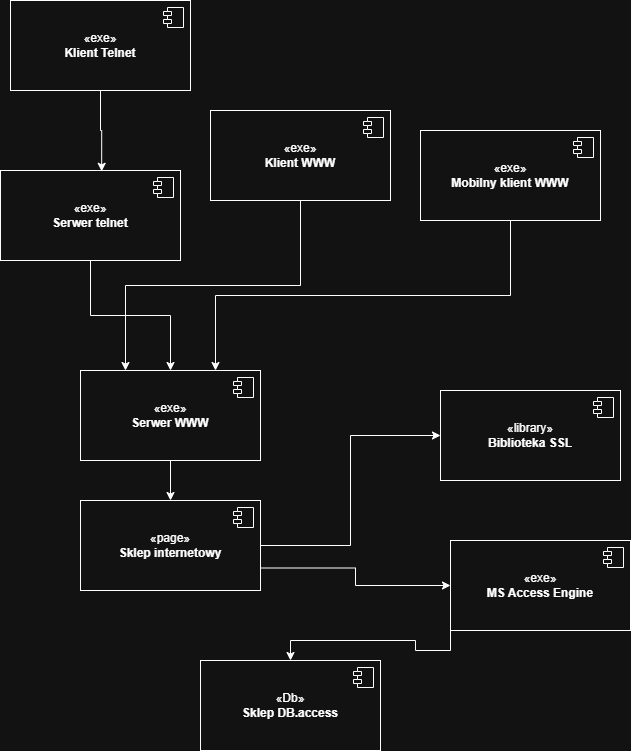 «exe»
Klient Telnet
«exe»
Klient WWW
«exe»
Mobilny klient WWW
«exe»
Serwer telnet
«exe»
Serwer WWW
«library»
Biblioteka SSL
«page»
Sklep internetowy
«exe»
MS Access Engine
«Db»
Sklep DB.access